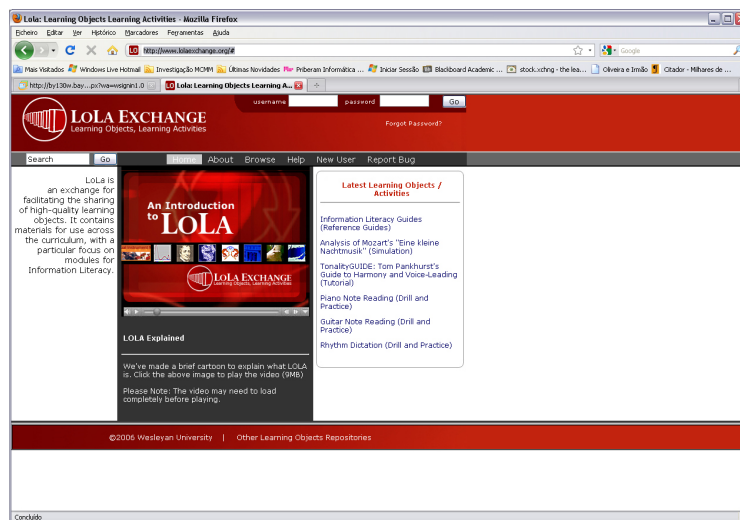 Lola: Learning Objects Learning Activities - Mozilla Firefox
Ficheiro Editar Ver Histórico Marcadores Ferramentas Ajuda
http://www.lolaexchange.org/#
Google
Mais Visitados Windows Live Hotmail Investigação MCMM Últimas Novidades Priberam Informática ... Iniciar Sessão Blackboard Academic ... stock.xchng - the lea... Oliveira e Irmão Citador - Milhares de ...
http://by130w.bay...px?wa=wsignin1.0
Lola: Learning Objects Learning A...
username password Go
LOLA EXCHANGE
Learning Objects, Learning Activities
Forgot Password?
Search Go
Home About Browse Help New User Report Bug
LoLa is
an exchange for
facilitating the sharing
of high-quality learning
objects. It contains
materials for use across
the curriculum, with a
particular focus on
modules for
Information Literacy.
An Introduction
to LOLA
LOLA EXCHANGE
Learning Objects, Learning Activities
LOLA Explained
We've made a brief cartoon to explain what LOLA
is. Click the above image to play the video (9MB)
Please Note: The video may need to load
completely before playing.
Latest Learning Objects /
Activities
Information Literacy Guides
(Reference Guides)
Analysis of Mozart's "Eine kleine
Nachtmusik" (Simulation)
TonalityGUIDE: Tom Pankhurst's
Guide to Harmony and Voice-Leading
(Tutorial)
Piano Note Reading (Drill and
Practice)
Guitar Note Reading (Drill and
Practice)
Rhythm Dictation (Drill and Practice)
©2006 Wesleyan University | Other Learning Objects Repositories
Concluído